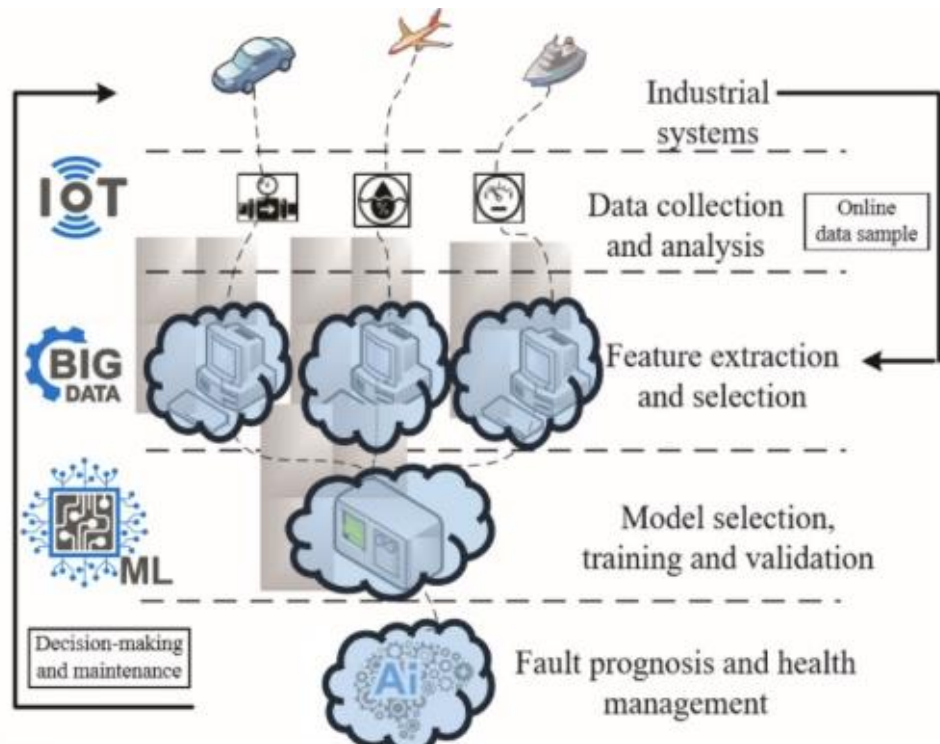 Industrial
systems
IoT
Data collection
and analysis
Online
data sample
BIG
DATA
Feature extraction
and selection
ML
Model selection,
training and validation
Decision-making
and maintenance
Ai
Fault prognosis and health
management